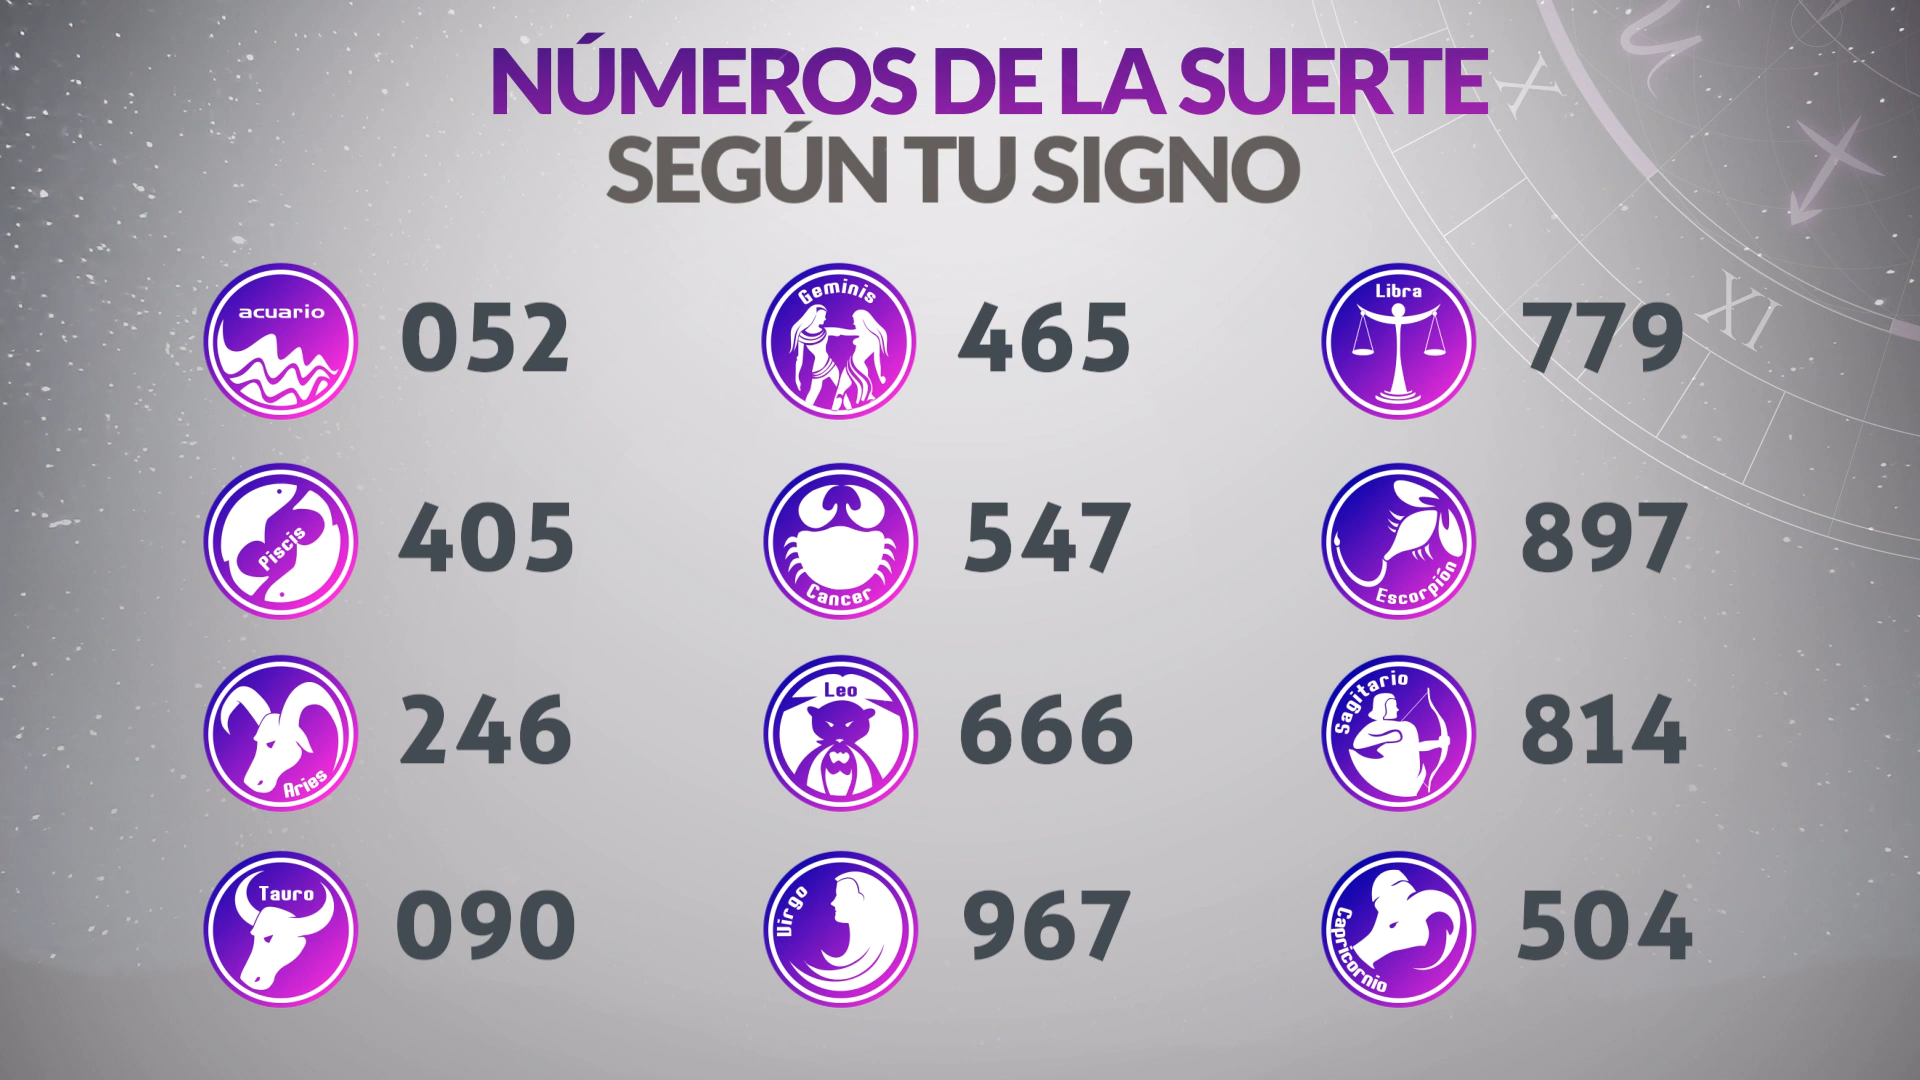 NÚMEROS DE LA SUERTE
SEGÚN TU SIGNO
acuario 052
Geminis 465
Libra 779
Piscis 405
Cancer 547
Escorpión 897
Aries 246
Leo 666
Sagitario 814
Tauro 090
Virgo 967
Capricornio 504
X
XI